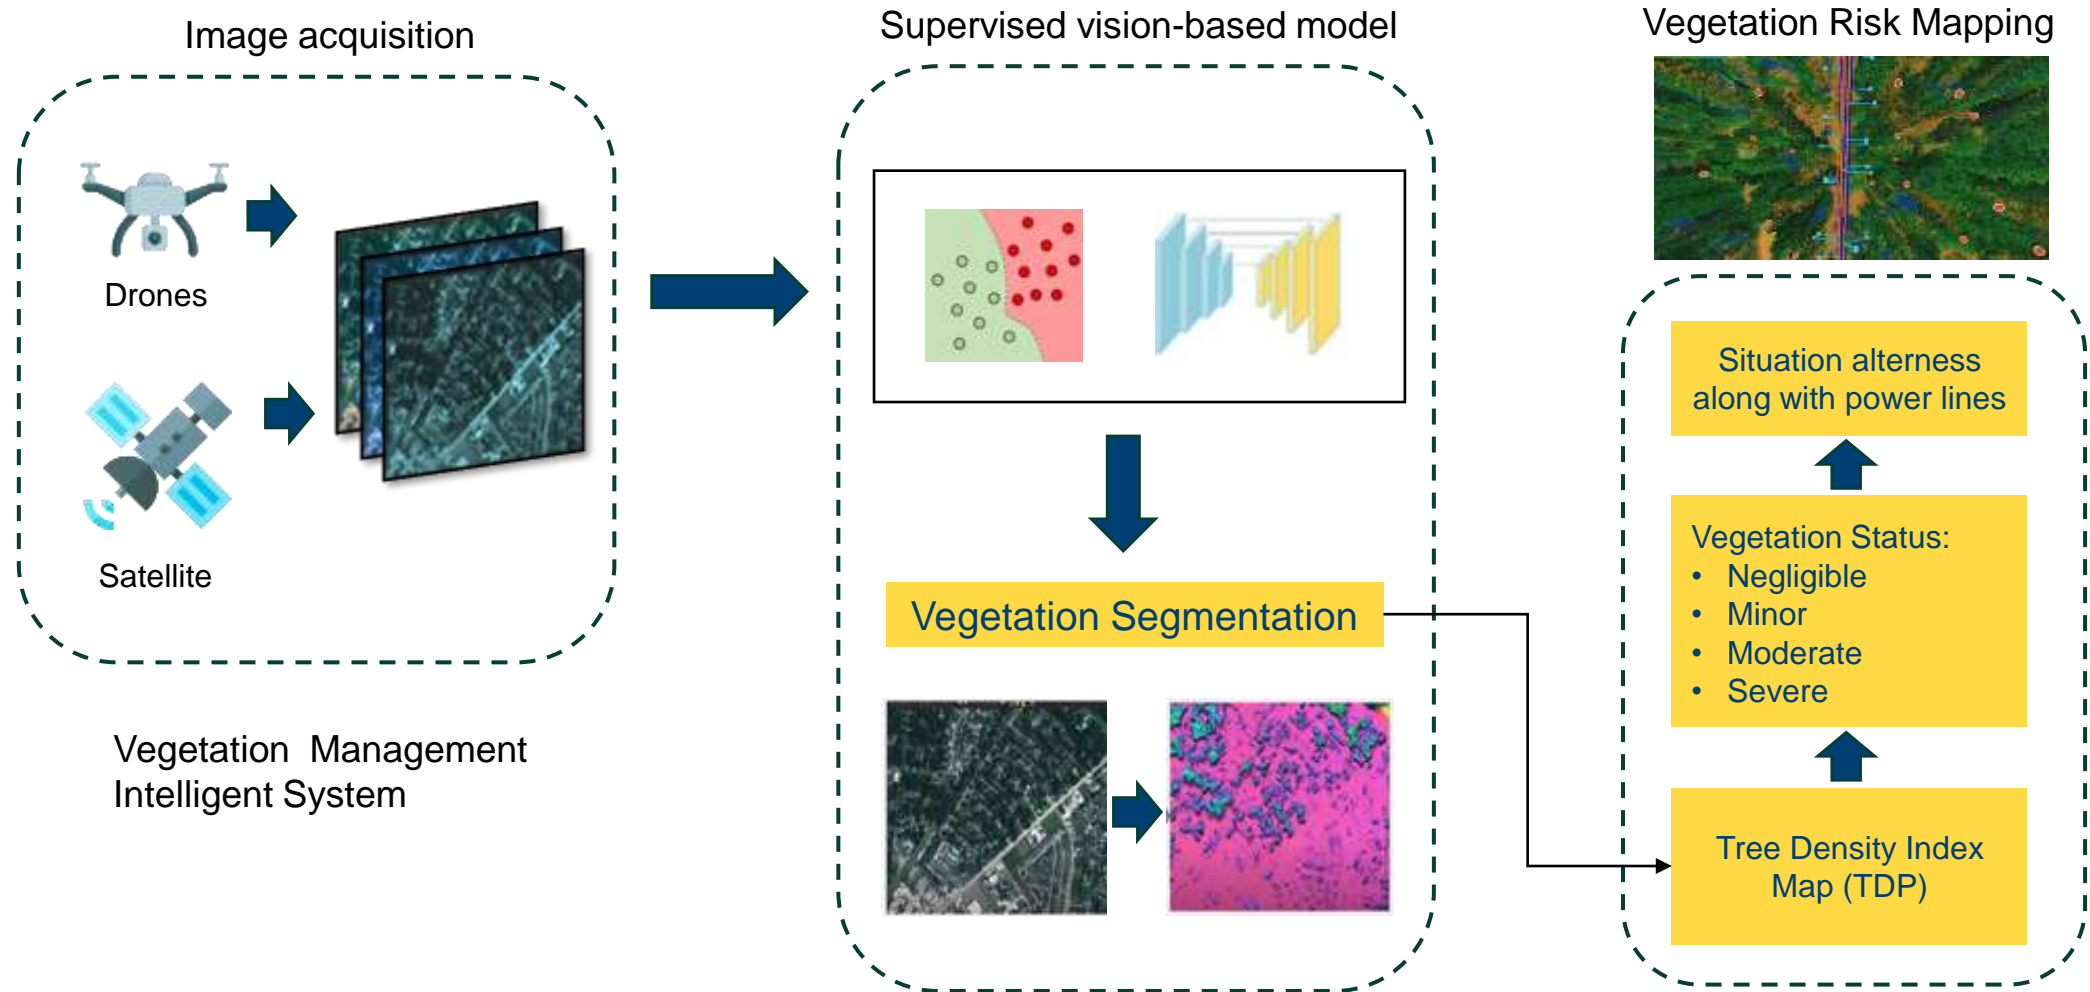 Image acquisition
Drones
Satellite
Vegetation  Management
Intelligent System
Supervised vision-based model
Vegetation Segmentation
Vegetation Risk Mapping
Situation alterness
along with power lines
Vegetation Status:
• Negligible
• Minor
• Moderate
• Severe
Tree Density Index
Map (TDP)